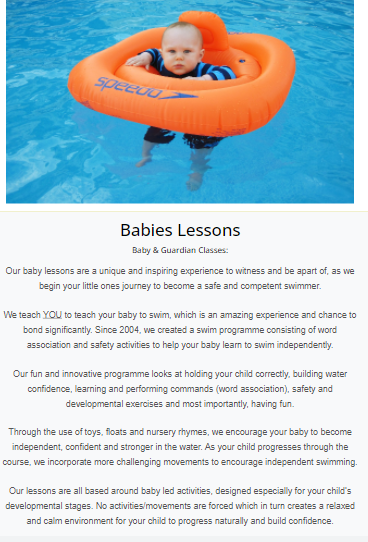 speedo
Babies Lessons
Baby & Guardian Classes:
Our baby lessons are a unique and inspiring experience to witness and be apart of, as we
begin your little ones journey to become a safe and competent swimmer.
We teach YOU to teach your baby to swim, which is an amazing experience and chance to
bond significantly. Since 2004, we created a swim programme consisting of word
association and safety activities to help your baby learn to swim independently.
Our fun and innovative programme looks at holding your child correctly, building water
confidence, learning and performing commands (word association), safety and
developmental exercises and most importantly, having fun.
Through the use of toys, floats and nursery rhymes, we encourage your baby to become
independent, confident and stronger in the water. As your child progresses through the
course, we incorporate more challenging movements to encourage independent swimming.
Our lessons are all based around baby led activities, designed especially for your child's
developmental stages. No activities/movements are forced which in turn creates a relaxed
and calm environment for your child to progress naturally and build confidence.